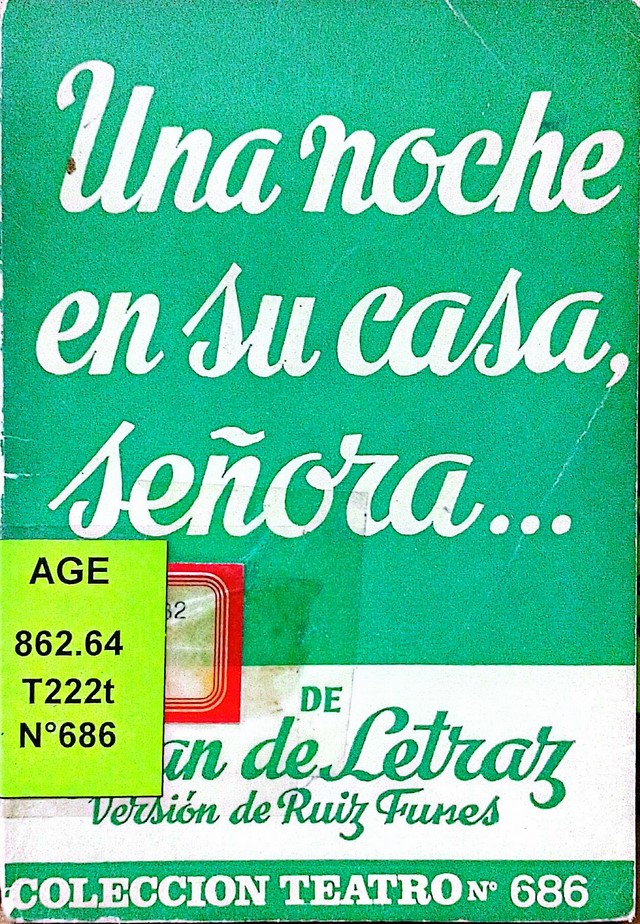 Una noche
en su casa,
señora...
AGE
862.64
T222t
N°686
32
DE
an de Letraz
Versión de Ruiz Funes
COLECCION TEATRO Nº 686